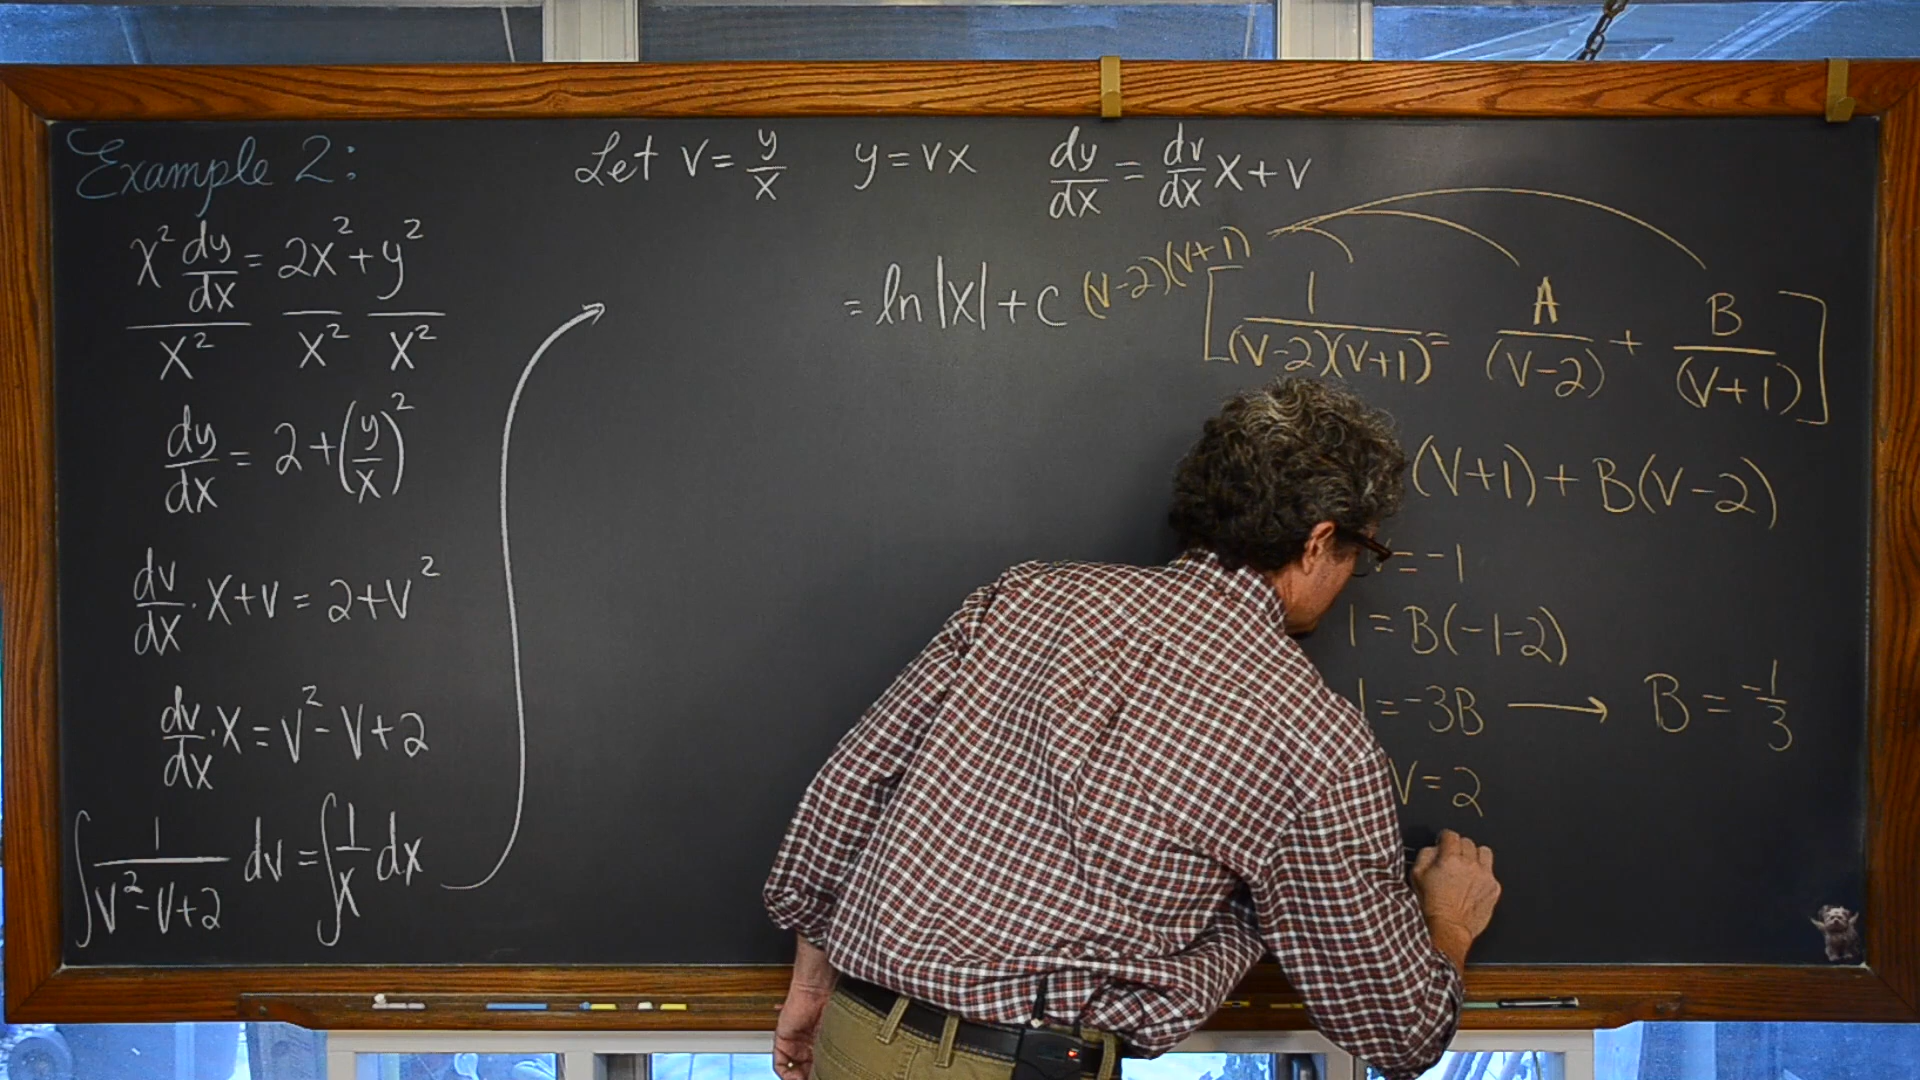 Example 2:
x² dy/dx = 2x² + y²
x² x² x²
dy/dx = 2 + (y/x)²
dv/dx · x + v = 2 + v²
dv/dx · x = v² - v + 2
∫ 1/(v² - v + 2) dv = ∫ 1/x dx
Let v = y/x y = vx dy/dx = dv/dx x + v
= ln|x| + c
(v-2)(v+1) [ 1/((v-2)(v+1)) = A/(v-2) + B/(v+1) ]
(v+1) + B(v-2)
v = -1
1 = B(-1-2)
1 = -3B → B = -1/3
v = 2